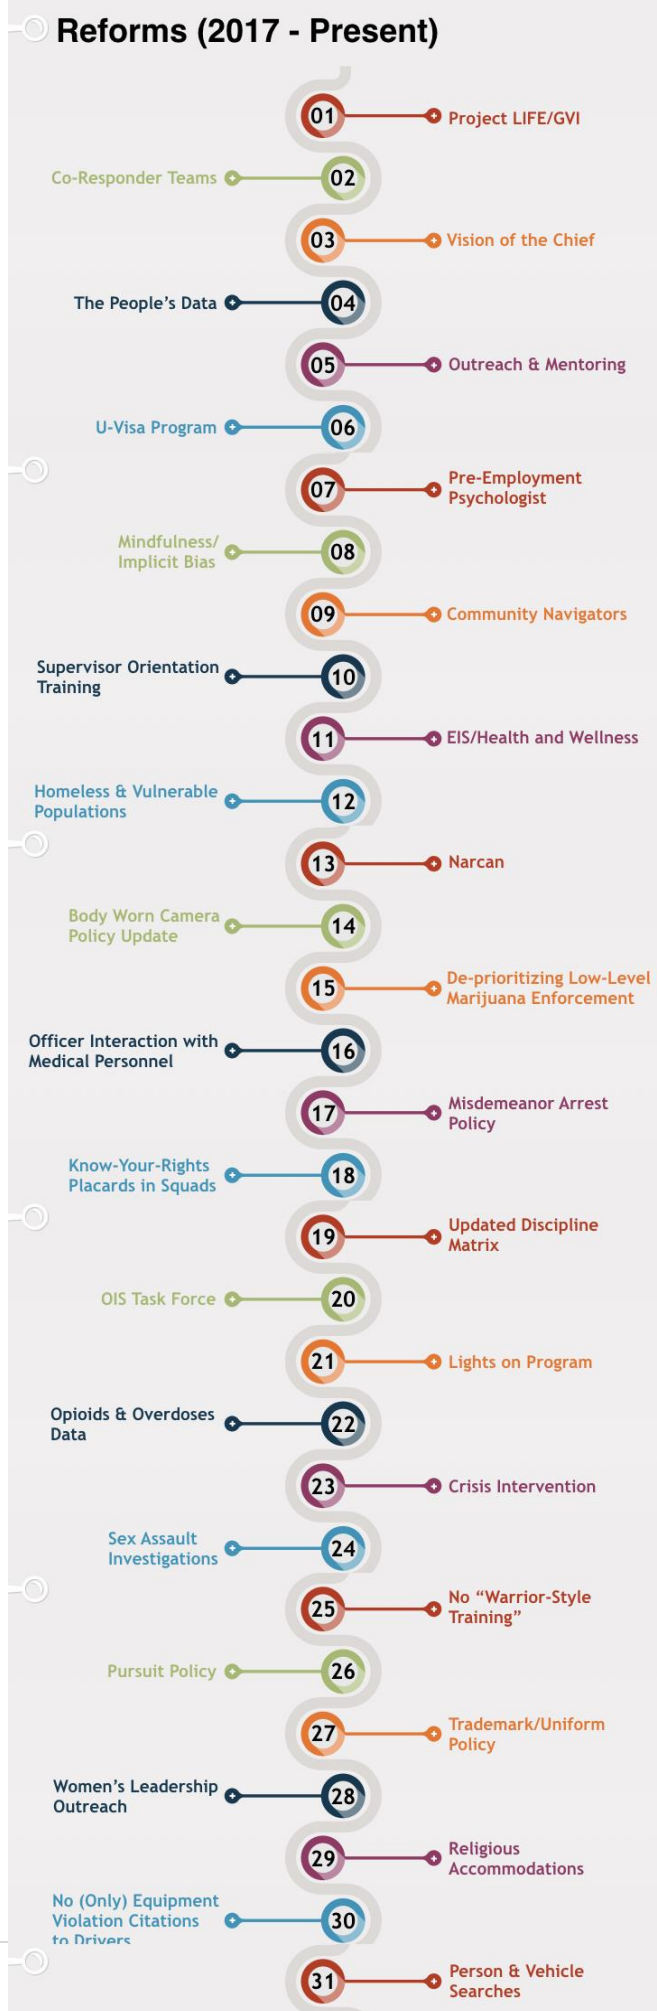 Reforms (2017 - Present)
01
Project LIFE/GVI
Co-Responder Teams
02
03
Vision of the Chief
The People's Data
04
05
Outreach & Mentoring
U-Visa Program
06
07
Pre-Employment
Psychologist
Mindfulness/
Implicit Bias
08
09
Community Navigators
Supervisor Orientation
Training
10
11
EIS/Health and Wellness
Homeless & Vulnerable
Populations
12
13
Narcan
Body Worn Camera
Policy Update
14
15
De-prioritizing Low-Level
Marijuana Enforcement
Officer Interaction with
Medical Personnel
16
17
Misdemeanor Arrest
Policy
Know-Your-Rights
Placards in Squads
18
19
Updated Discipline
Matrix
OIS Task Force
20
21
Lights on Program
Opioids & Overdoses
Data
22
23
Crisis Intervention
Sex Assault
Investigations
24
25
No “Warrior-Style
Training”
Pursuit Policy
26
27
Trademark/Uniform
Policy
Women's Leadership
Outreach
28
29
Religious
Accommodations
No (Only) Equipment
Violation Citations
to Drivers
30
31
Person & Vehicle
Searches